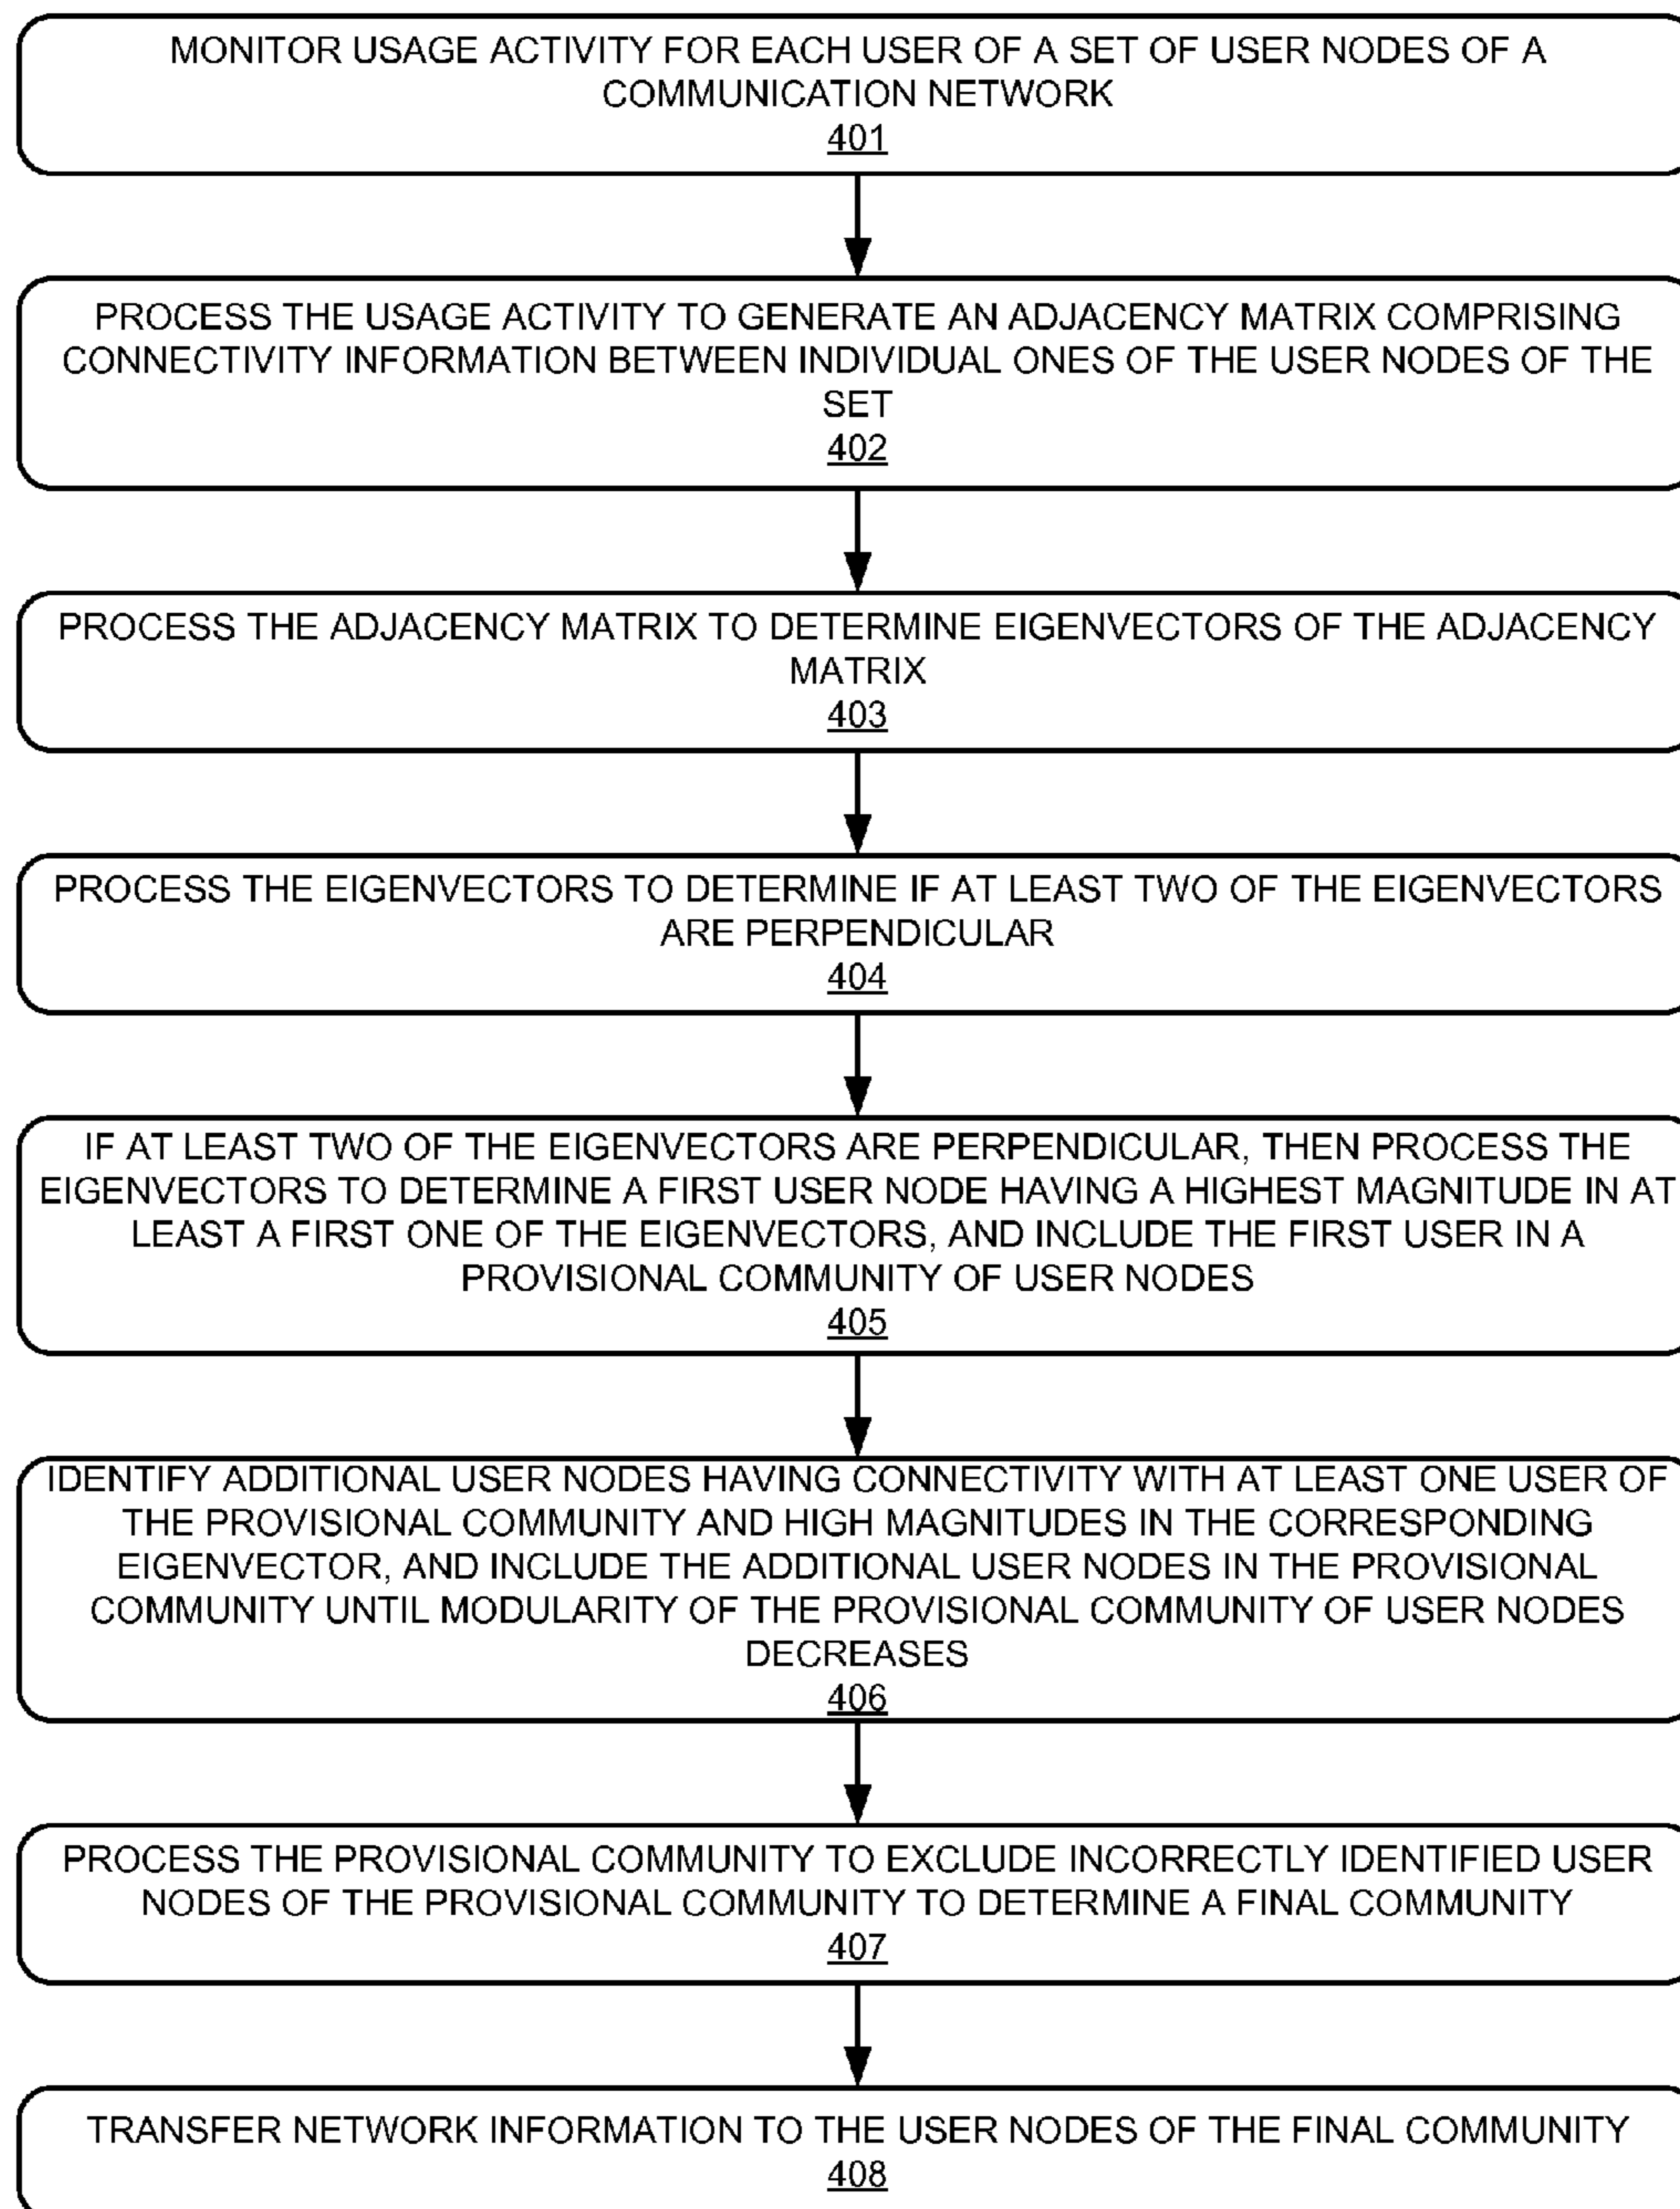 MONITOR USAGE ACTIVITY FOR EACH USER OF A SET OF USER NODES OF A
COMMUNICATION NETWORK
401
PROCESS THE USAGE ACTIVITY TO GENERATE AN ADJACENCY MATRIX COMPRISING
CONNECTIVITY INFORMATION BETWEEN INDIVIDUAL ONES OF THE USER NODES OF THE
SET
402
PROCESS THE ADJACENCY MATRIX TO DETERMINE EIGENVECTORS OF THE ADJACENCY
MATRIX
403
PROCESS THE EIGENVECTORS TO DETERMINE IF AT LEAST TWO OF THE EIGENVECTORS
ARE PERPENDICULAR
404
IF AT LEAST TWO OF THE EIGENVECTORS ARE PERPENDICULAR, THEN PROCESS THE
EIGENVECTORS TO DETERMINE A FIRST USER NODE HAVING A HIGHEST MAGNITUDE IN AT
LEAST A FIRST ONE OF THE EIGENVECTORS, AND INCLUDE THE FIRST USER IN A
PROVISIONAL COMMUNITY OF USER NODES
405
IDENTIFY ADDITIONAL USER NODES HAVING CONNECTIVITY WITH AT LEAST ONE USER OF
THE PROVISIONAL COMMUNITY AND HIGH MAGNITUDES IN THE CORRESPONDING
EIGENVECTOR, AND INCLUDE THE ADDITIONAL USER NODES IN THE PROVISIONAL
COMMUNITY UNTIL MODULARITY OF THE PROVISIONAL COMMUNITY OF USER NODES
DECREASES
406
PROCESS THE PROVISIONAL COMMUNITY TO EXCLUDE INCORRECTLY IDENTIFIED USER
NODES OF THE PROVISIONAL COMMUNITY TO DETERMINE A FINAL COMMUNITY
407
TRANSFER NETWORK INFORMATION TO THE USER NODES OF THE FINAL COMMUNITY
408